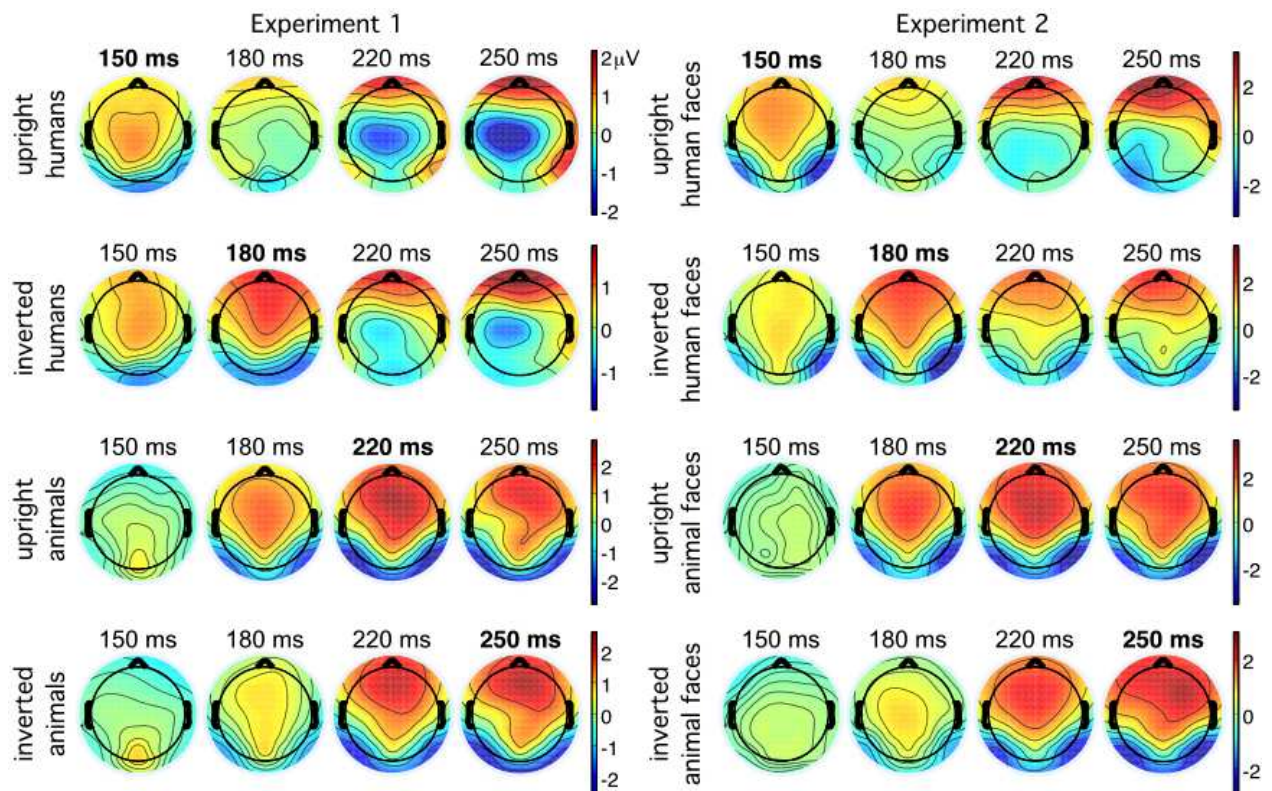 Experiment 1
Experiment 2
upright
humans
150 ms
180 ms
220 ms
250 ms
2μV
1
0
-1
-2
upright
human faces
150 ms
180 ms
220 ms
250 ms
2
0
-2
inverted
humans
150 ms
180 ms
220 ms
250 ms
1
0
-1
inverted
human faces
150 ms
180 ms
220 ms
250 ms
2
0
-2
upright
animals
150 ms
180 ms
220 ms
250 ms
2
1
0
-1
-2
upright
animal faces
150 ms
180 ms
220 ms
250 ms
2
0
-2
inverted
animals
150 ms
180 ms
220 ms
250 ms
2
1
0
-1
-2
inverted
animal faces
150 ms
180 ms
220 ms
250 ms
2
0
-2